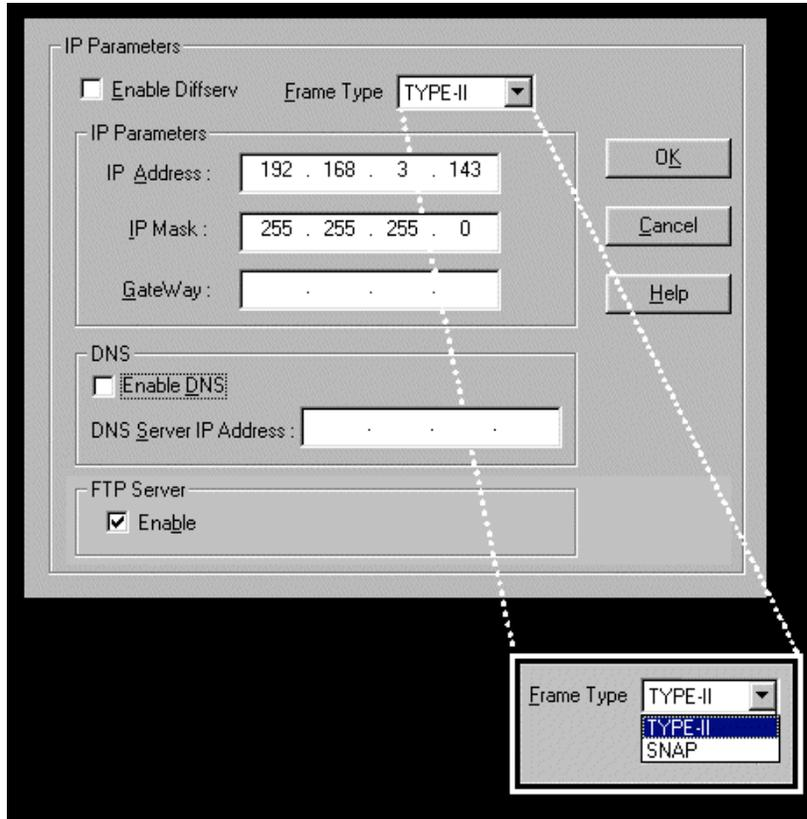 IP Parameters
Enable Diffserv Frame Type TYPE-II
IP Parameters
IP Address : 192 . 168 . 3 . 143
IP Mask : 255 . 255 . 255 . 0
GateWay : . . .
OK
Cancel
Help
DNS
Enable DNS
DNS Server IP Address : . . .
FTP Server
Enable
Frame Type TYPE-II
TYPE-II
SNAP